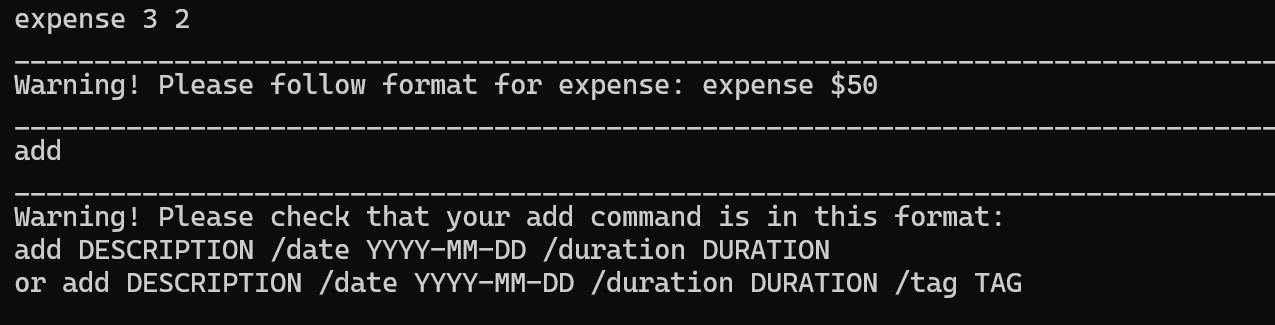 expense 3 2
________________________________________________________________________________
Warning! Please follow format for expense: expense $50
________________________________________________________________________________
add
________________________________________________________________________________
Warning! Please check that your add command is in this format:
add DESCRIPTION /date YYYY-MM-DD /duration DURATION
or add DESCRIPTION /date YYYY-MM-DD /duration DURATION /tag TAG